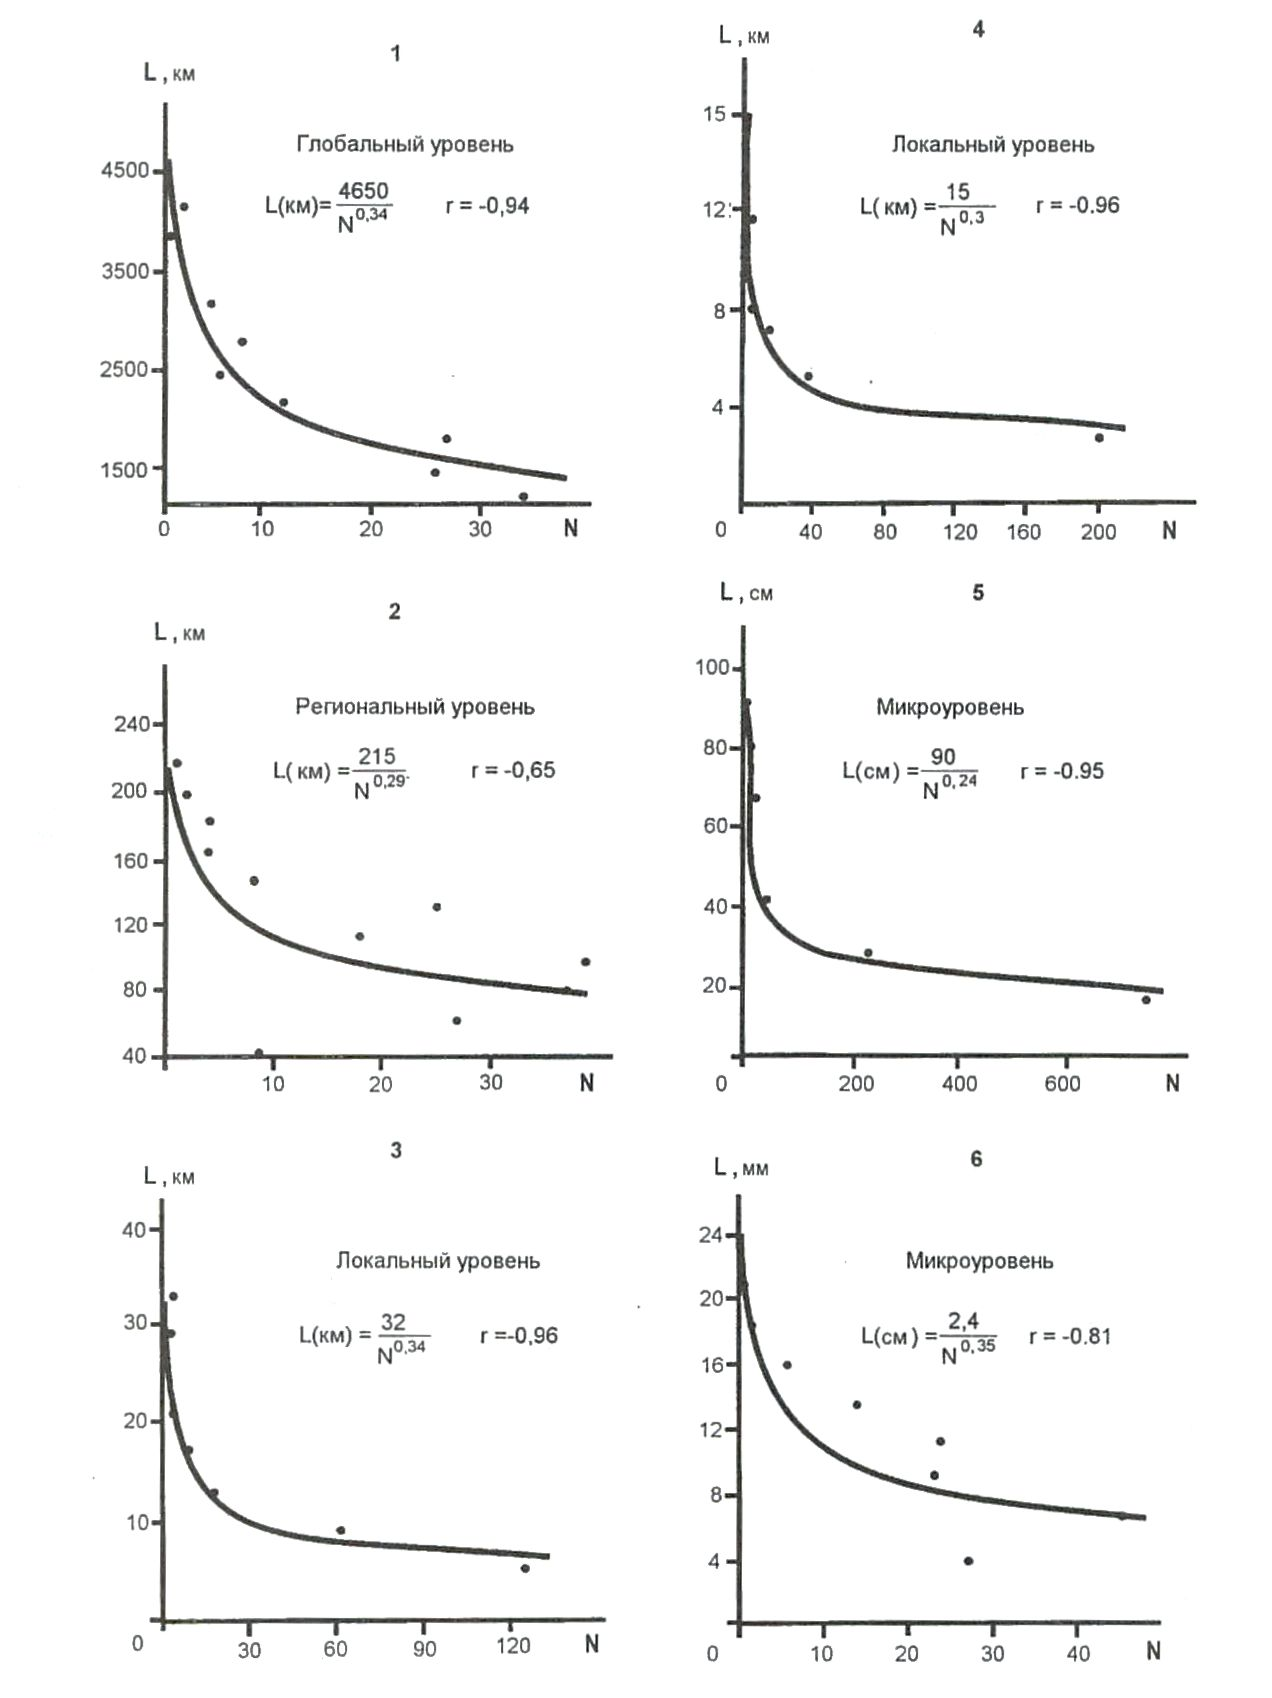 1
L , км
Глобальный уровень
L(км)=4650/N^0,34 r = -0,94
4500
3500
2500
1500
0 10 20 30 N
4
L , км
Локальный уровень
L( км) =15/N^0,3 r = -0.96
15
12
8
4
0 40 80 120 160 200 N
2
L , км
Региональный уровень
L( км) =215/N^0,29 r = -0,65
240
200
160
120
80
40
10 20 30 N
5
L , см
Микроуровень
L(см) =90/N^0,24 r = -0.95
100
80
60
40
20
0 200 400 600 N
3
L , км
Локальный уровень
L(км) = 32/N^0,34 r =-0,96
40
30
20
10
0 30 60 90 120 N
6
L , мм
Микроуровень
L(см) =2,4/N^0,35 r = -0.81
24
20
16
12
8
4
0 10 20 30 40 N